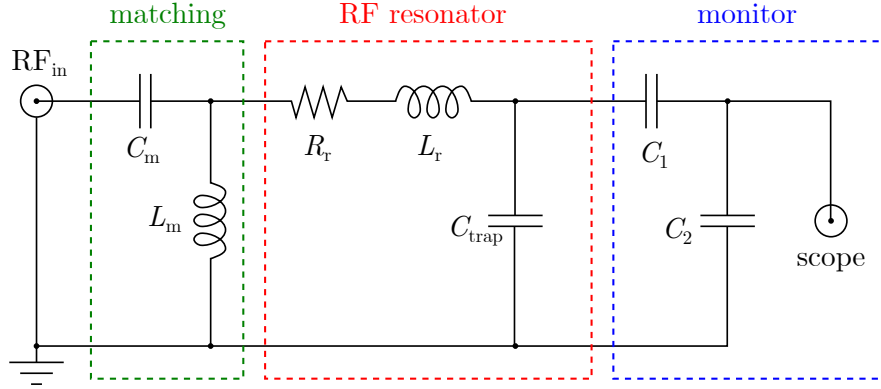 matching
RF resonator
monitor
RF_in
C_m
R_r
L_r
C_1
L_m
C_trap
C_2
scope